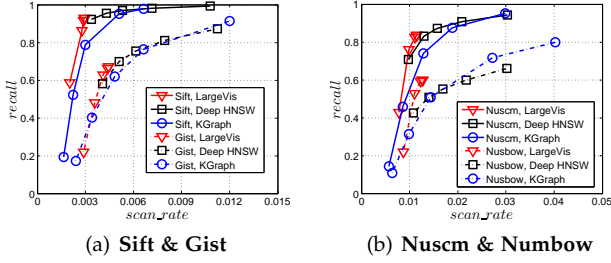 1
0.8
0.6
0.4
0.2
0
recall
0
0.003
0.006
0.009
0.012
0.015
scan_rate
Sift, LargeVis
Sift, Deep HNSW
Sift, KGraph
Gist, LargeVis
Gist, Deep HNSW
Gist, KGraph
(a) Sift & Gist
1
0.8
0.6
0.4
0.2
0
recall
0
0.01
0.02
0.03
0.04
0.05
scan_rate
Nuscm, LargeVis
Nuscm, Deep HNSW
Nuscm, KGraph
Nusbow, LargeVis
Nusbow, Deep HNSW
Nusbow, KGraph
(b) Nuscm & Numbow